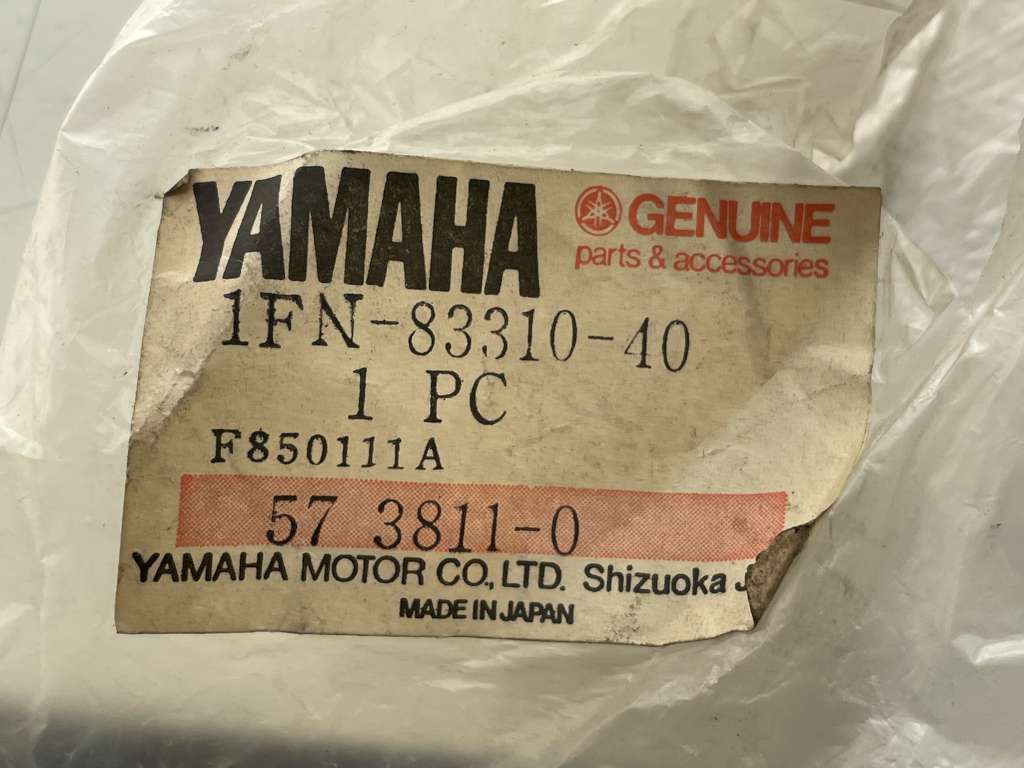 YAMAHA
GENUINE
parts & accessories
1FN-83310-40
1 PC
F850111A
57 3811-0
YAMAHA MOTOR CO., LTD. Shizuoka
MADE IN JAPAN